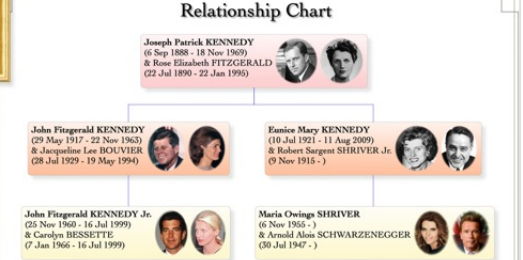 Relationship Chart
Joseph Patrick KENNEDY
(6 Sep 1888 - 18 Nov 1969)
& Rose Elizabeth FITZGERALD
(22 Jul 1890 - 22 Jan 1995)
John Fitzgerald KENNEDY
(29 May 1917 - 22 Nov 1963)
& Jacqueline Lee BOUVIER
(28 Jul 1929 - 19 May 1994)
Eunice Mary KENNEDY
(10 Jul 1921 - 11 Aug 2009)
& Robert Sargent SHRIVER Jr.
(9 Nov 1915 - )
John Fitzgerald KENNEDY Jr.
(25 Nov 1960 - 16 Jul 1999)
& Carolyn BESSETTE
(7 Jan 1966 - 16 Jul 1999)
Maria Owings SHRIVER
(6 Nov 1955 - )
& Arnold Alois SCHWARZENEGGER
(30 Jul 1947 - )